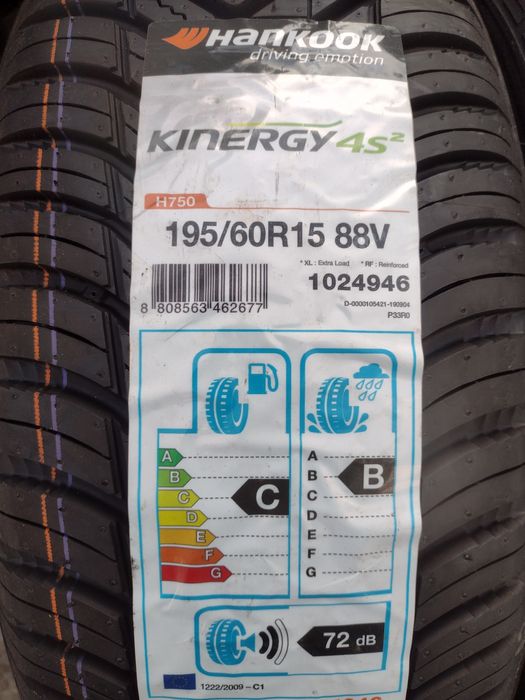 Hankook
driving emotion
KINERGY 4S²
H750
195/60R15 88V
* XL : Extra Load * RF : Reinforced
1024946
D-0000105421-190904
P33R0
8 808563 462677
A
B
C
D
E
F
G
C
A
B
C
D
E
F
G
B
72 dB
1222/2009 - C1